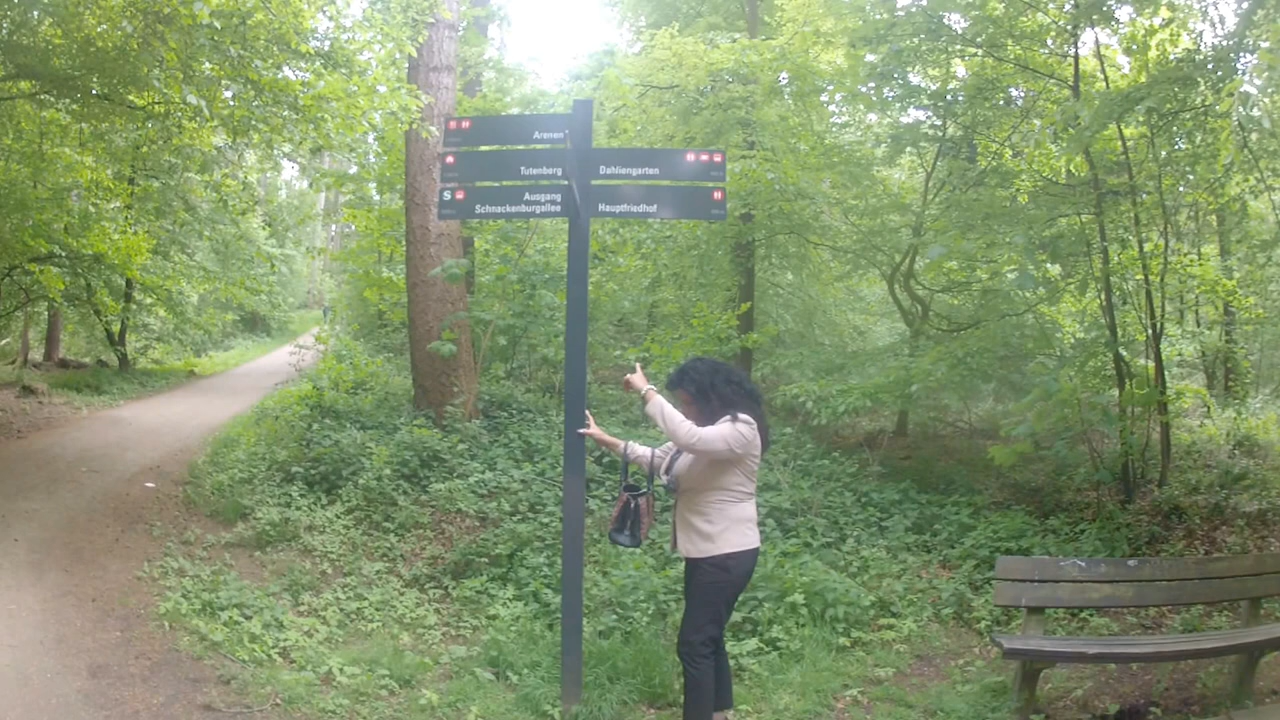 Arenen
Tutenberg
Dahliengarten
S
Ausgang
Schnackenburgallee
Hauptfriedhof